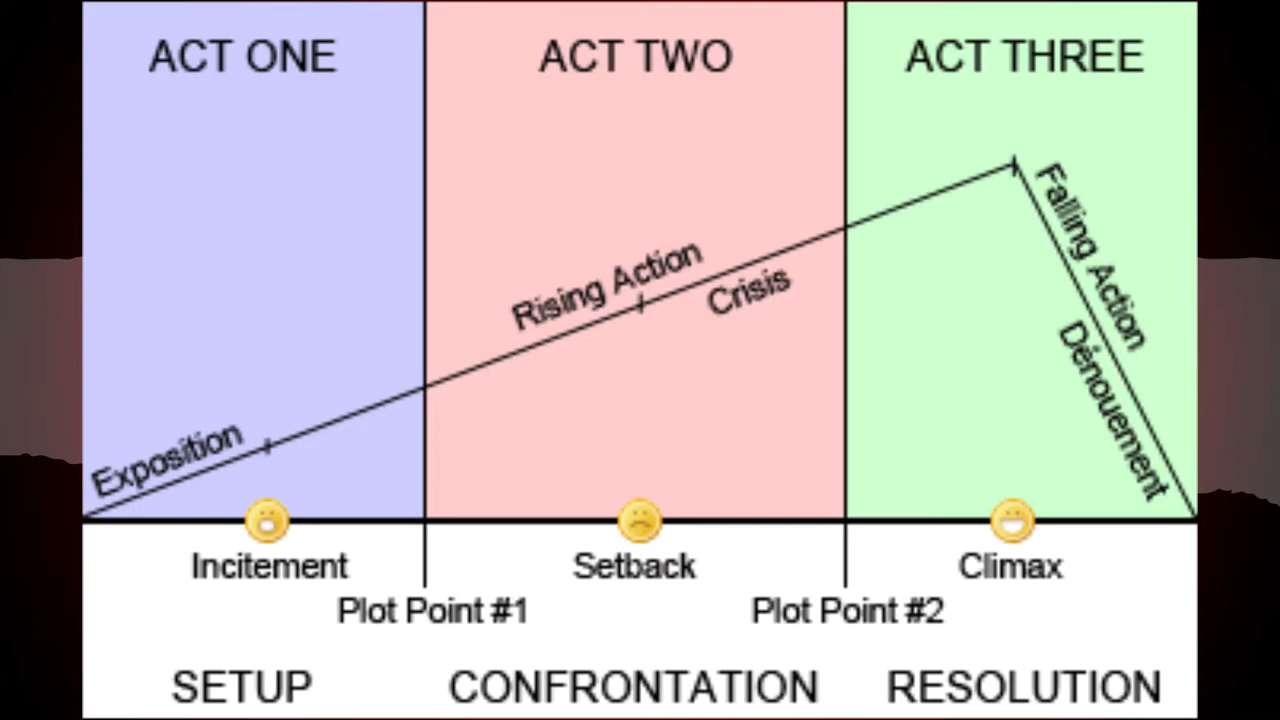 ACT ONE
ACT TWO
ACT THREE
Exposition
Rising Action
Crisis
Falling Action
Dénouement
Incitement
Setback
Climax
Plot Point #1
Plot Point #2
SETUP
CONFRONTATION
RESOLUTION